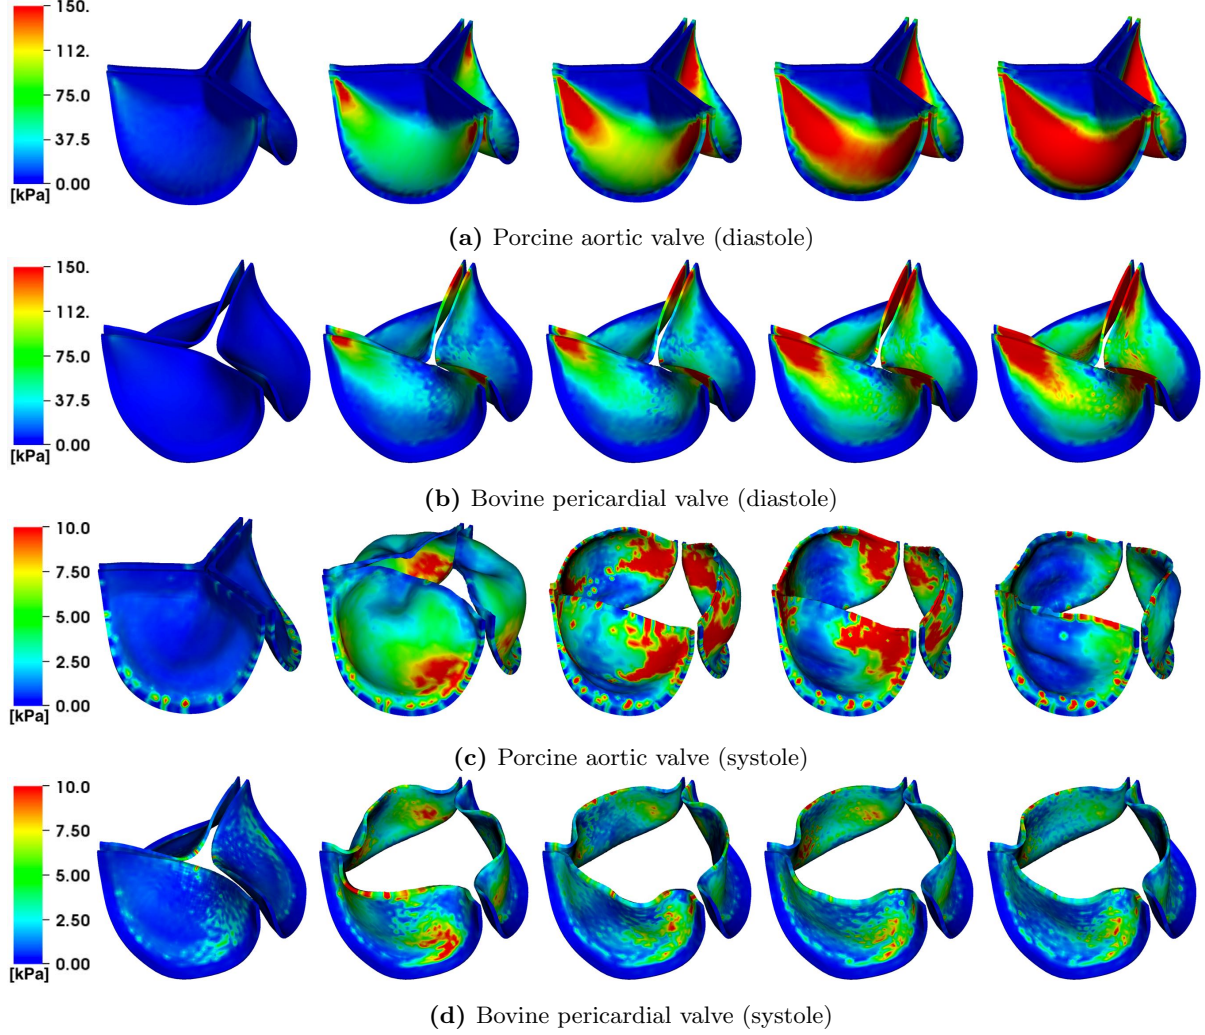 150.
112.
75.0
37.5
0.00
[kPa]
(a) Porcine aortic valve (diastole)
150.
112.
75.0
37.5
0.00
[kPa]
(b) Bovine pericardial valve (diastole)
10.0
7.50
5.00
2.50
0.00
[kPa]
(c) Porcine aortic valve (systole)
10.0
7.50
5.00
2.50
0.00
[kPa]
(d) Bovine pericardial valve (systole)